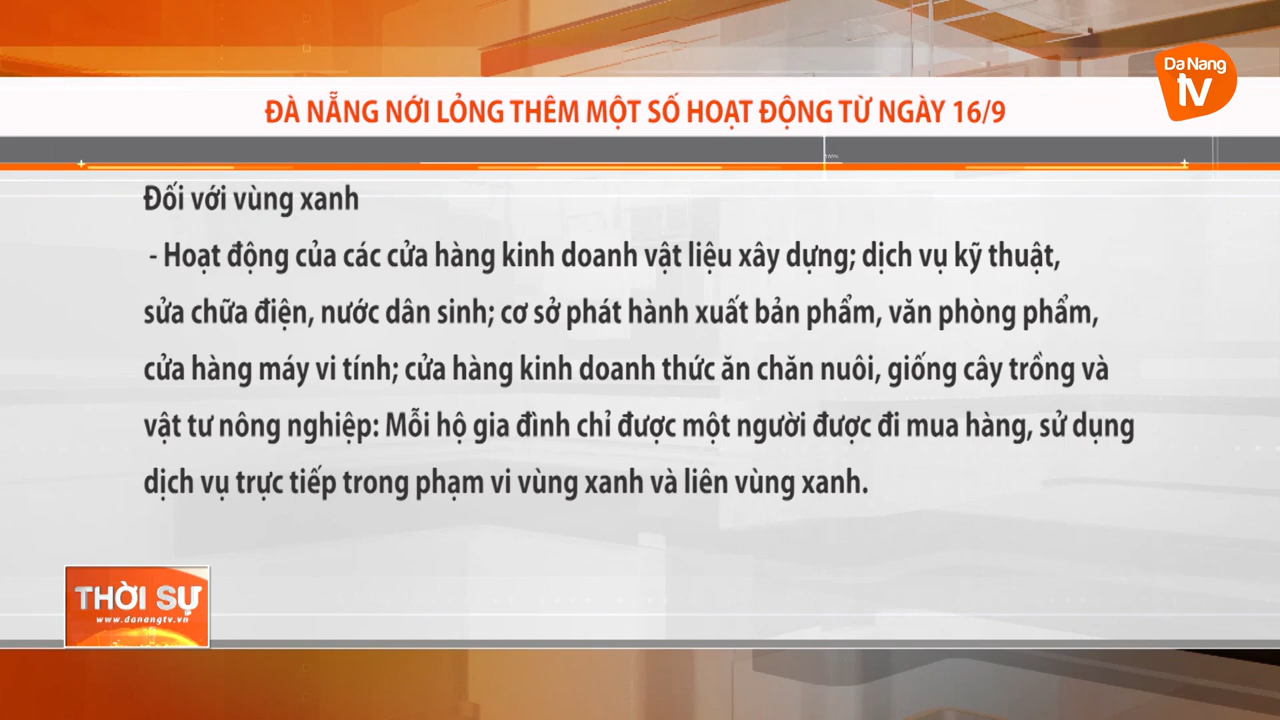 Da Nang
tv
ĐÀ NẴNG NỚI LỎNG THÊM MỘT SỐ HOẠT ĐỘNG TỪ NGÀY 16/9
100%
Đối với vùng xanh
- Hoạt động của các cửa hàng kinh doanh vật liệu xây dựng; dịch vụ kỹ thuật,
sửa chữa điện, nước dân sinh; cơ sở phát hành xuất bản phẩm, văn phòng phẩm,
cửa hàng máy vi tính; cửa hàng kinh doanh thức ăn chăn nuôi, giống cây trồng và
vật tư nông nghiệp: Mỗi hộ gia đình chỉ được một người được đi mua hàng, sử dụng
dịch vụ trực tiếp trong phạm vi vùng xanh và liên vùng xanh.
THỜI SỰ
www.danangtv.vn